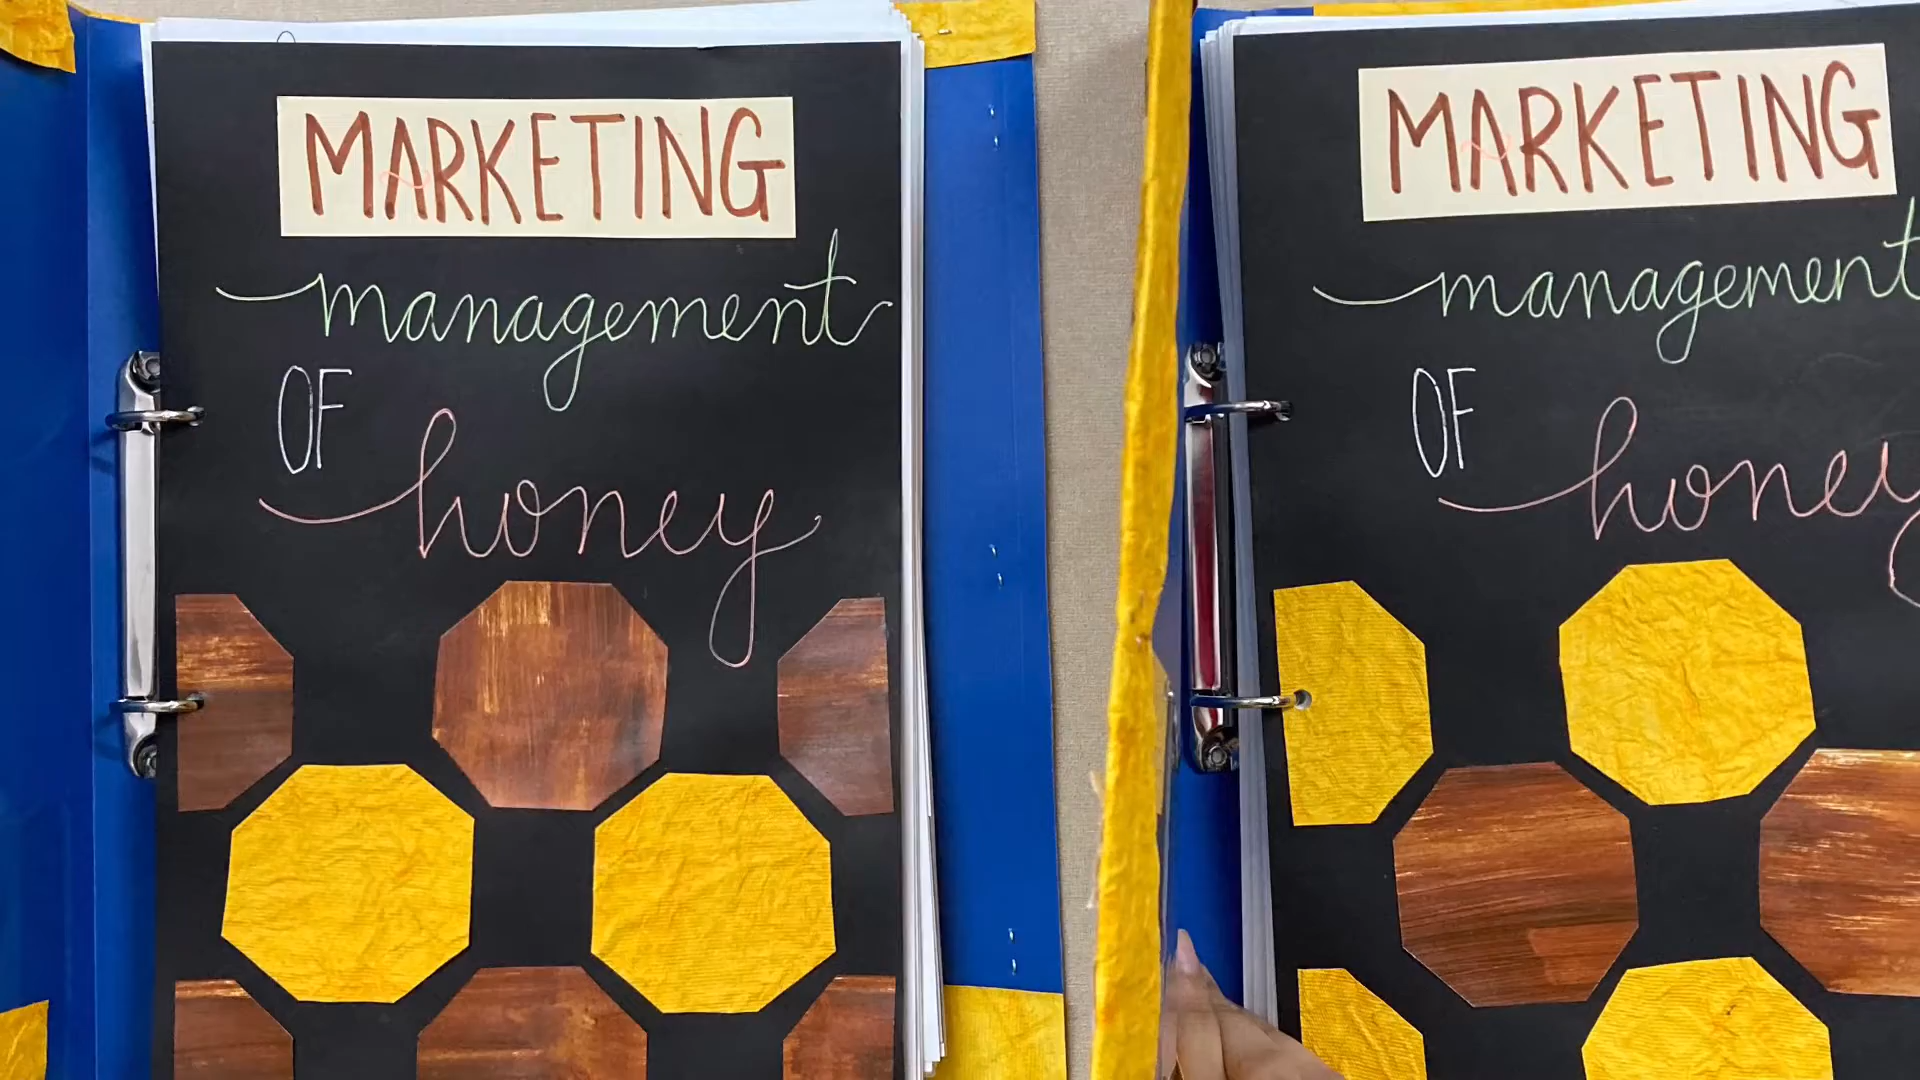 MARKETING
management
OF
honey
MARKETING
management
OF
honey